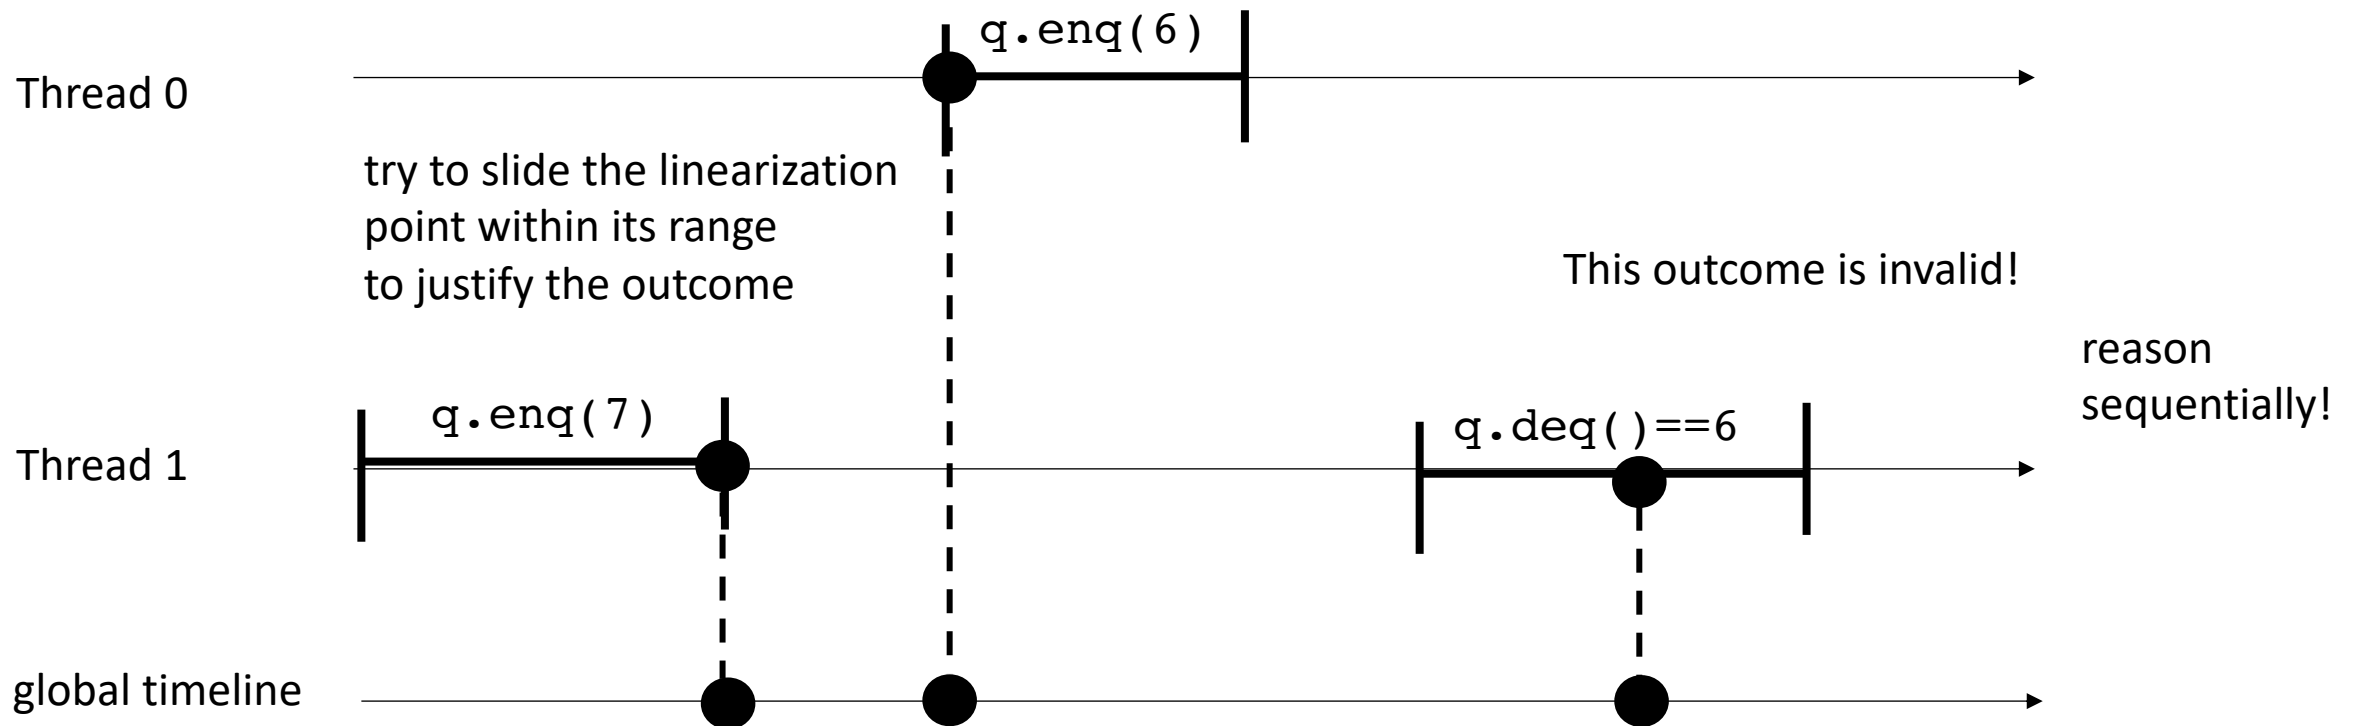 q.enq(6)
Thread 0
try to slide the linearization
point within its range
to justify the outcome
This outcome is invalid!
reason
sequentially!
q.enq(7)
q.deq()==6
Thread 1
global timeline